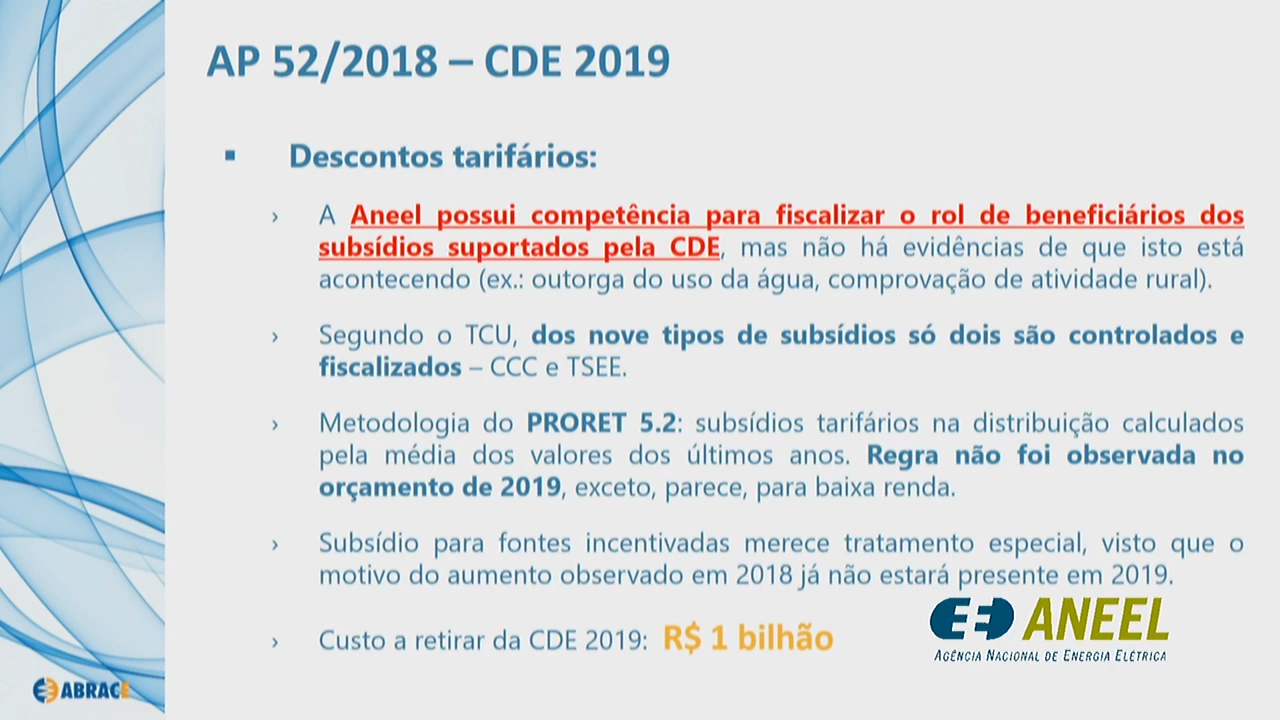 AP 52/2018 – CDE 2019
▪ Descontos tarifários:
› A Aneel possui competência para fiscalizar o rol de beneficiários dos
subsídios suportados pela CDE, mas não há evidências de que isto está
acontecendo (ex.: outorga do uso da água, comprovação de atividade rural).
› Segundo o TCU, dos nove tipos de subsídios só dois são controlados e
fiscalizados – CCC e TSEE.
› Metodologia do PRORET 5.2: subsídios tarifários na distribuição calculados
pela média dos valores dos últimos anos. Regra não foi observada no
orçamento de 2019, exceto, parece, para baixa renda.
› Subsídio para fontes incentivadas merece tratamento especial, visto que o
motivo do aumento observado em 2018 já não estará presente em 2019.
› Custo a retirar da CDE 2019: R$ 1 bilhão
ANEEL
AGÊNCIA NACIONAL DE ENERGIA ELÉTRICA
ABRACE